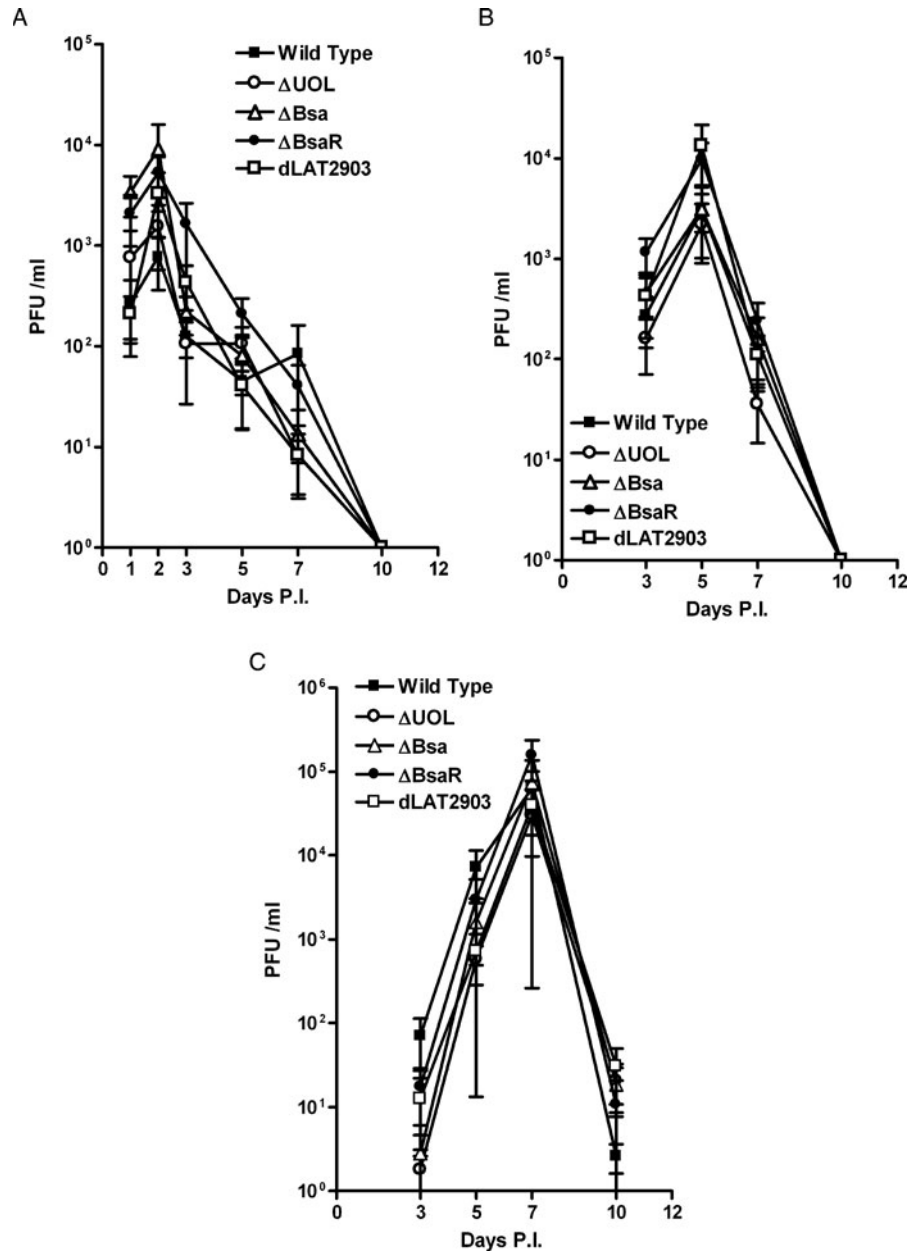 A
PFU /ml
10⁵
10⁴
10³
10²
10¹
10⁰
Wild Type
ΔUOL
ΔBsa
ΔBsaR
dLAT2903
0 1 2 3 5 7 10 12
Days P.I.
B
PFU /ml
10⁵
10⁴
10³
10²
10¹
10⁰
Wild Type
ΔUOL
ΔBsa
ΔBsaR
dLAT2903
0 3 5 7 10 12
Days P.I.
C
PFU /ml
10⁶
10⁵
10⁴
10³
10²
10¹
10⁰
Wild Type
ΔUOL
ΔBsa
ΔBsaR
dLAT2903
0 3 5 7 10 12
Days P.I.